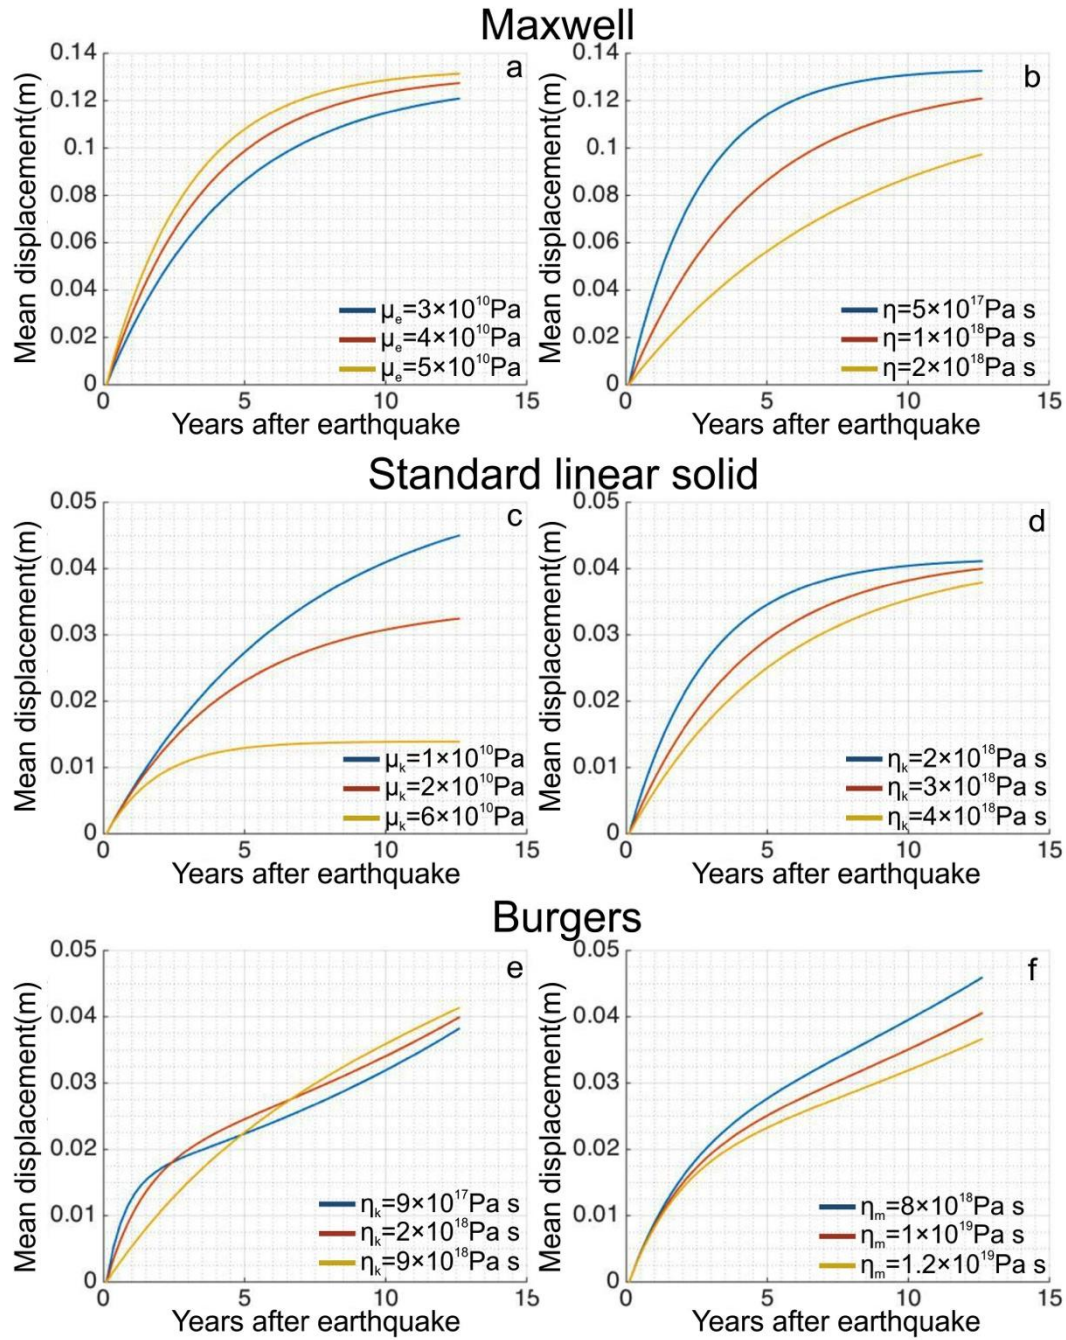 Maxwell
a
Mean displacement(m)
0.14
0.12
0.1
0.08
0.06
0.04
0.02
0
μₑ=3×10¹⁰Pa
μₑ=4×10¹⁰Pa
μₑ=5×10¹⁰Pa
0 5 10 15
Years after earthquake
b
Mean displacement(m)
0.14
0.12
0.1
0.08
0.06
0.04
0.02
0
η=5×10¹⁷Pa s
η=1×10¹⁸Pa s
η=2×10¹⁸Pa s
0 5 10 15
Years after earthquake
Standard linear solid
c
Mean displacement(m)
0.05
0.04
0.03
0.02
0.01
0
μₖ=1×10¹⁰Pa
μₖ=2×10¹⁰Pa
μₖ=6×10¹⁰Pa
0 5 10 15
Years after earthquake
d
Mean displacement(m)
0.05
0.04
0.03
0.02
0.01
0
ηₖ=2×10¹⁸Pa s
ηₖ=3×10¹⁸Pa s
ηₖ=4×10¹⁸Pa s
0 5 10 15
Years after earthquake
Burgers
e
Mean displacement(m)
0.05
0.04
0.03
0.02
0.01
0
ηₖ=9×10¹⁷Pa s
ηₖ=2×10¹⁸Pa s
ηₖ=9×10¹⁸Pa s
0 5 10 15
Years after earthquake
f
Mean displacement(m)
0.05
0.04
0.03
0.02
0.01
0
ηₘ=8×10¹⁸Pa s
ηₘ=1×10¹⁹Pa s
ηₘ=1.2×10¹⁹Pa s
0 5 10 15
Years after earthquake